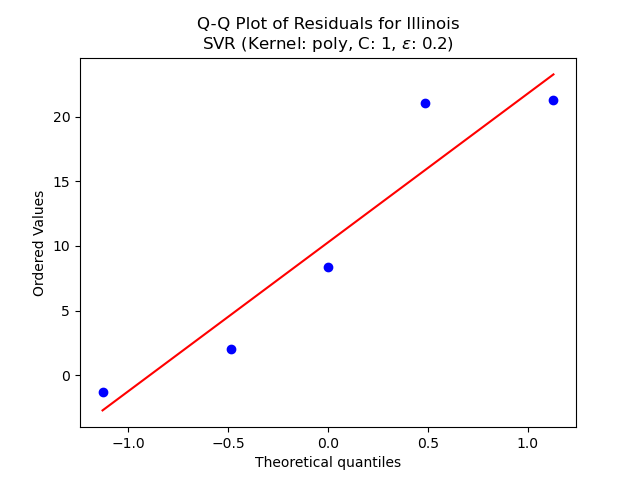 Q-Q Plot of Residuals for Illinois
SVR (Kernel: poly, C: 1, ε: 0.2)
Ordered Values
20
15
10
5
0
−1.0 −0.5 0.0 0.5 1.0
Theoretical quantiles